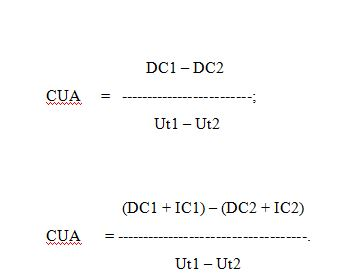 DC1 – DC2
CUA = --------------------------;
Ut1 – Ut2
(DC1 + IC1) – (DC2 + IC2)
CUA = -------------------------------------.
Ut1 – Ut2